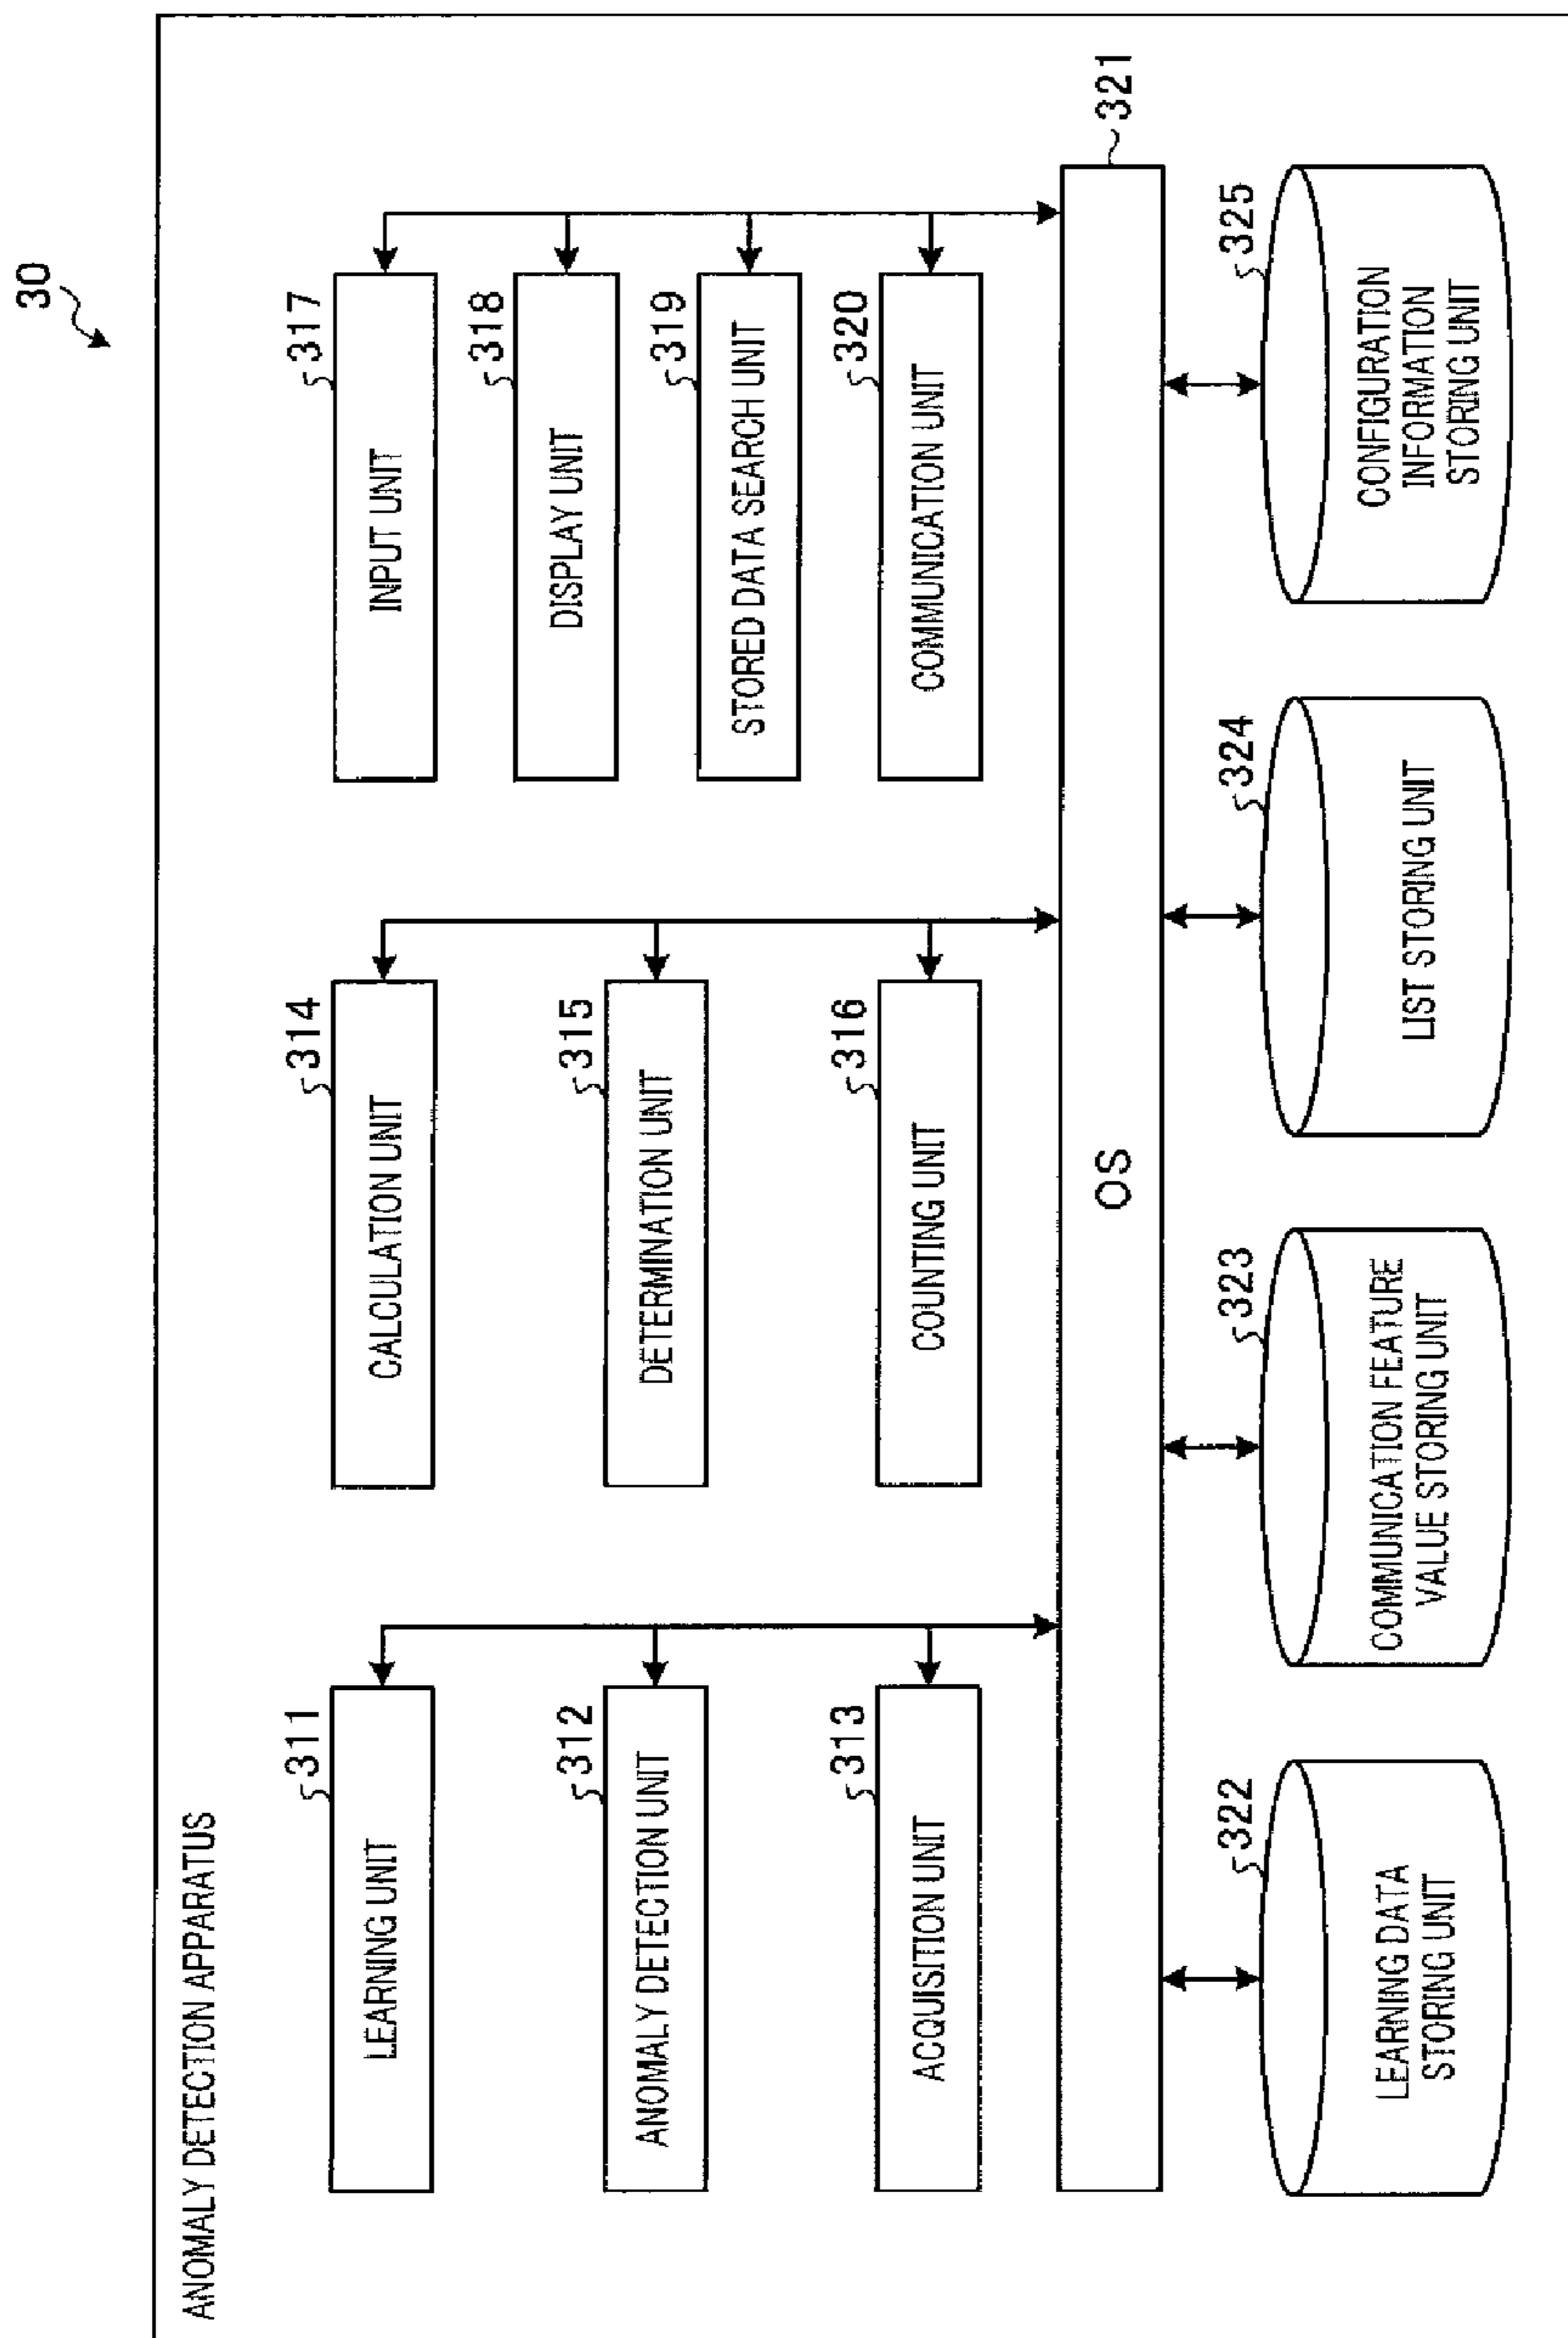 30
ANOMALY DETECTION APPARATUS
311
LEARNING UNIT
312
ANOMALY DETECTION UNIT
313
ACQUISITION UNIT
314
CALCULATION UNIT
315
DETERMINATION UNIT
316
COUNTING UNIT
317
INPUT UNIT
318
DISPLAY UNIT
319
STORED DATA SEARCH UNIT
320
COMMUNICATION UNIT
OS
321
322
LEARNING DATA
STORING UNIT
323
COMMUNICATION FEATURE
VALUE STORING UNIT
324
LIST STORING UNIT
325
CONFIGURATION
INFORMATION
STORING UNIT